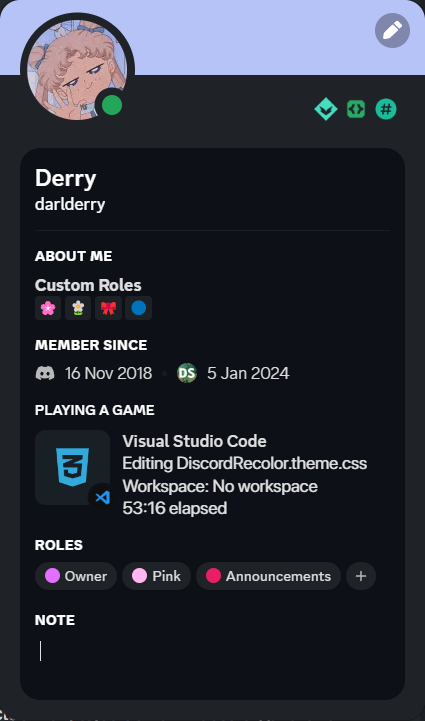 Derry
darlderry
ABOUT ME
Custom Roles
MEMBER SINCE
16 Nov 2018 DS 5 Jan 2024
PLAYING A GAME
Visual Studio Code
Editing DiscordRecolor.theme.css
Workspace: No workspace
53:16 elapsed
ROLES
Owner Pink Announcements +
NOTE